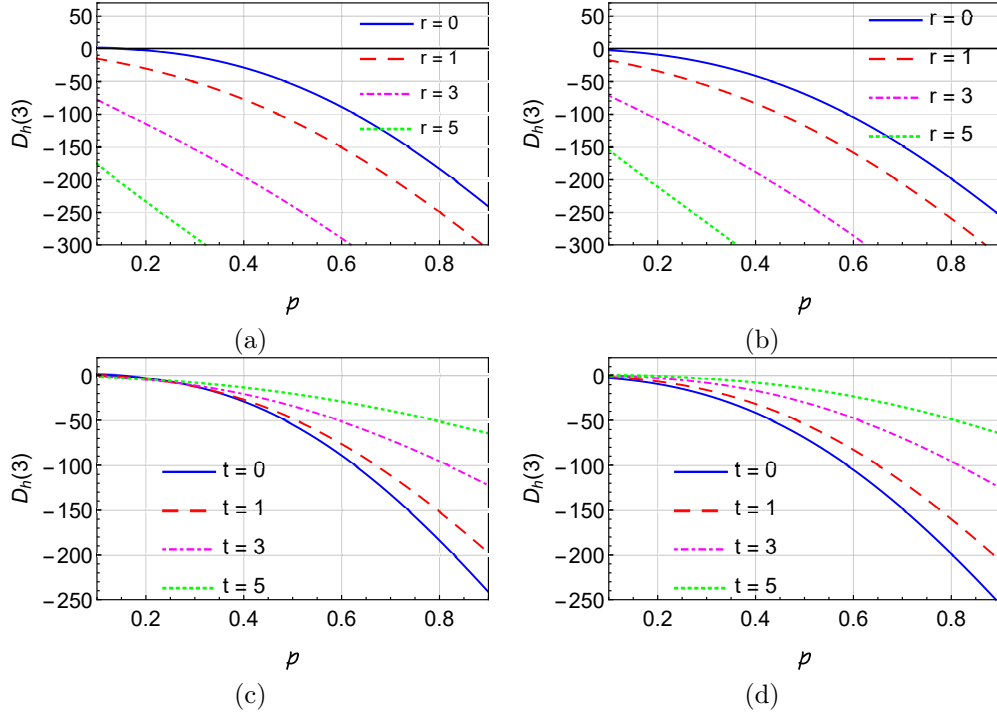 50
0
−50
−100
−150
−200
−250
−300
D_h(3)
r = 0
r = 1
r = 3
r = 5
0.2 0.4 0.6 0.8
p
(a)
50
0
−50
−100
−150
−200
−250
−300
D_h(3)
r = 0
r = 1
r = 3
r = 5
0.2 0.4 0.6 0.8
p
(b)
0
−50
−100
−150
−200
−250
D_h(3)
t = 0
t = 1
t = 3
t = 5
0.2 0.4 0.6 0.8
p
(c)
0
−50
−100
−150
−200
−250
D_h(3)
t = 0
t = 1
t = 3
t = 5
0.2 0.4 0.6 0.8
p
(d)